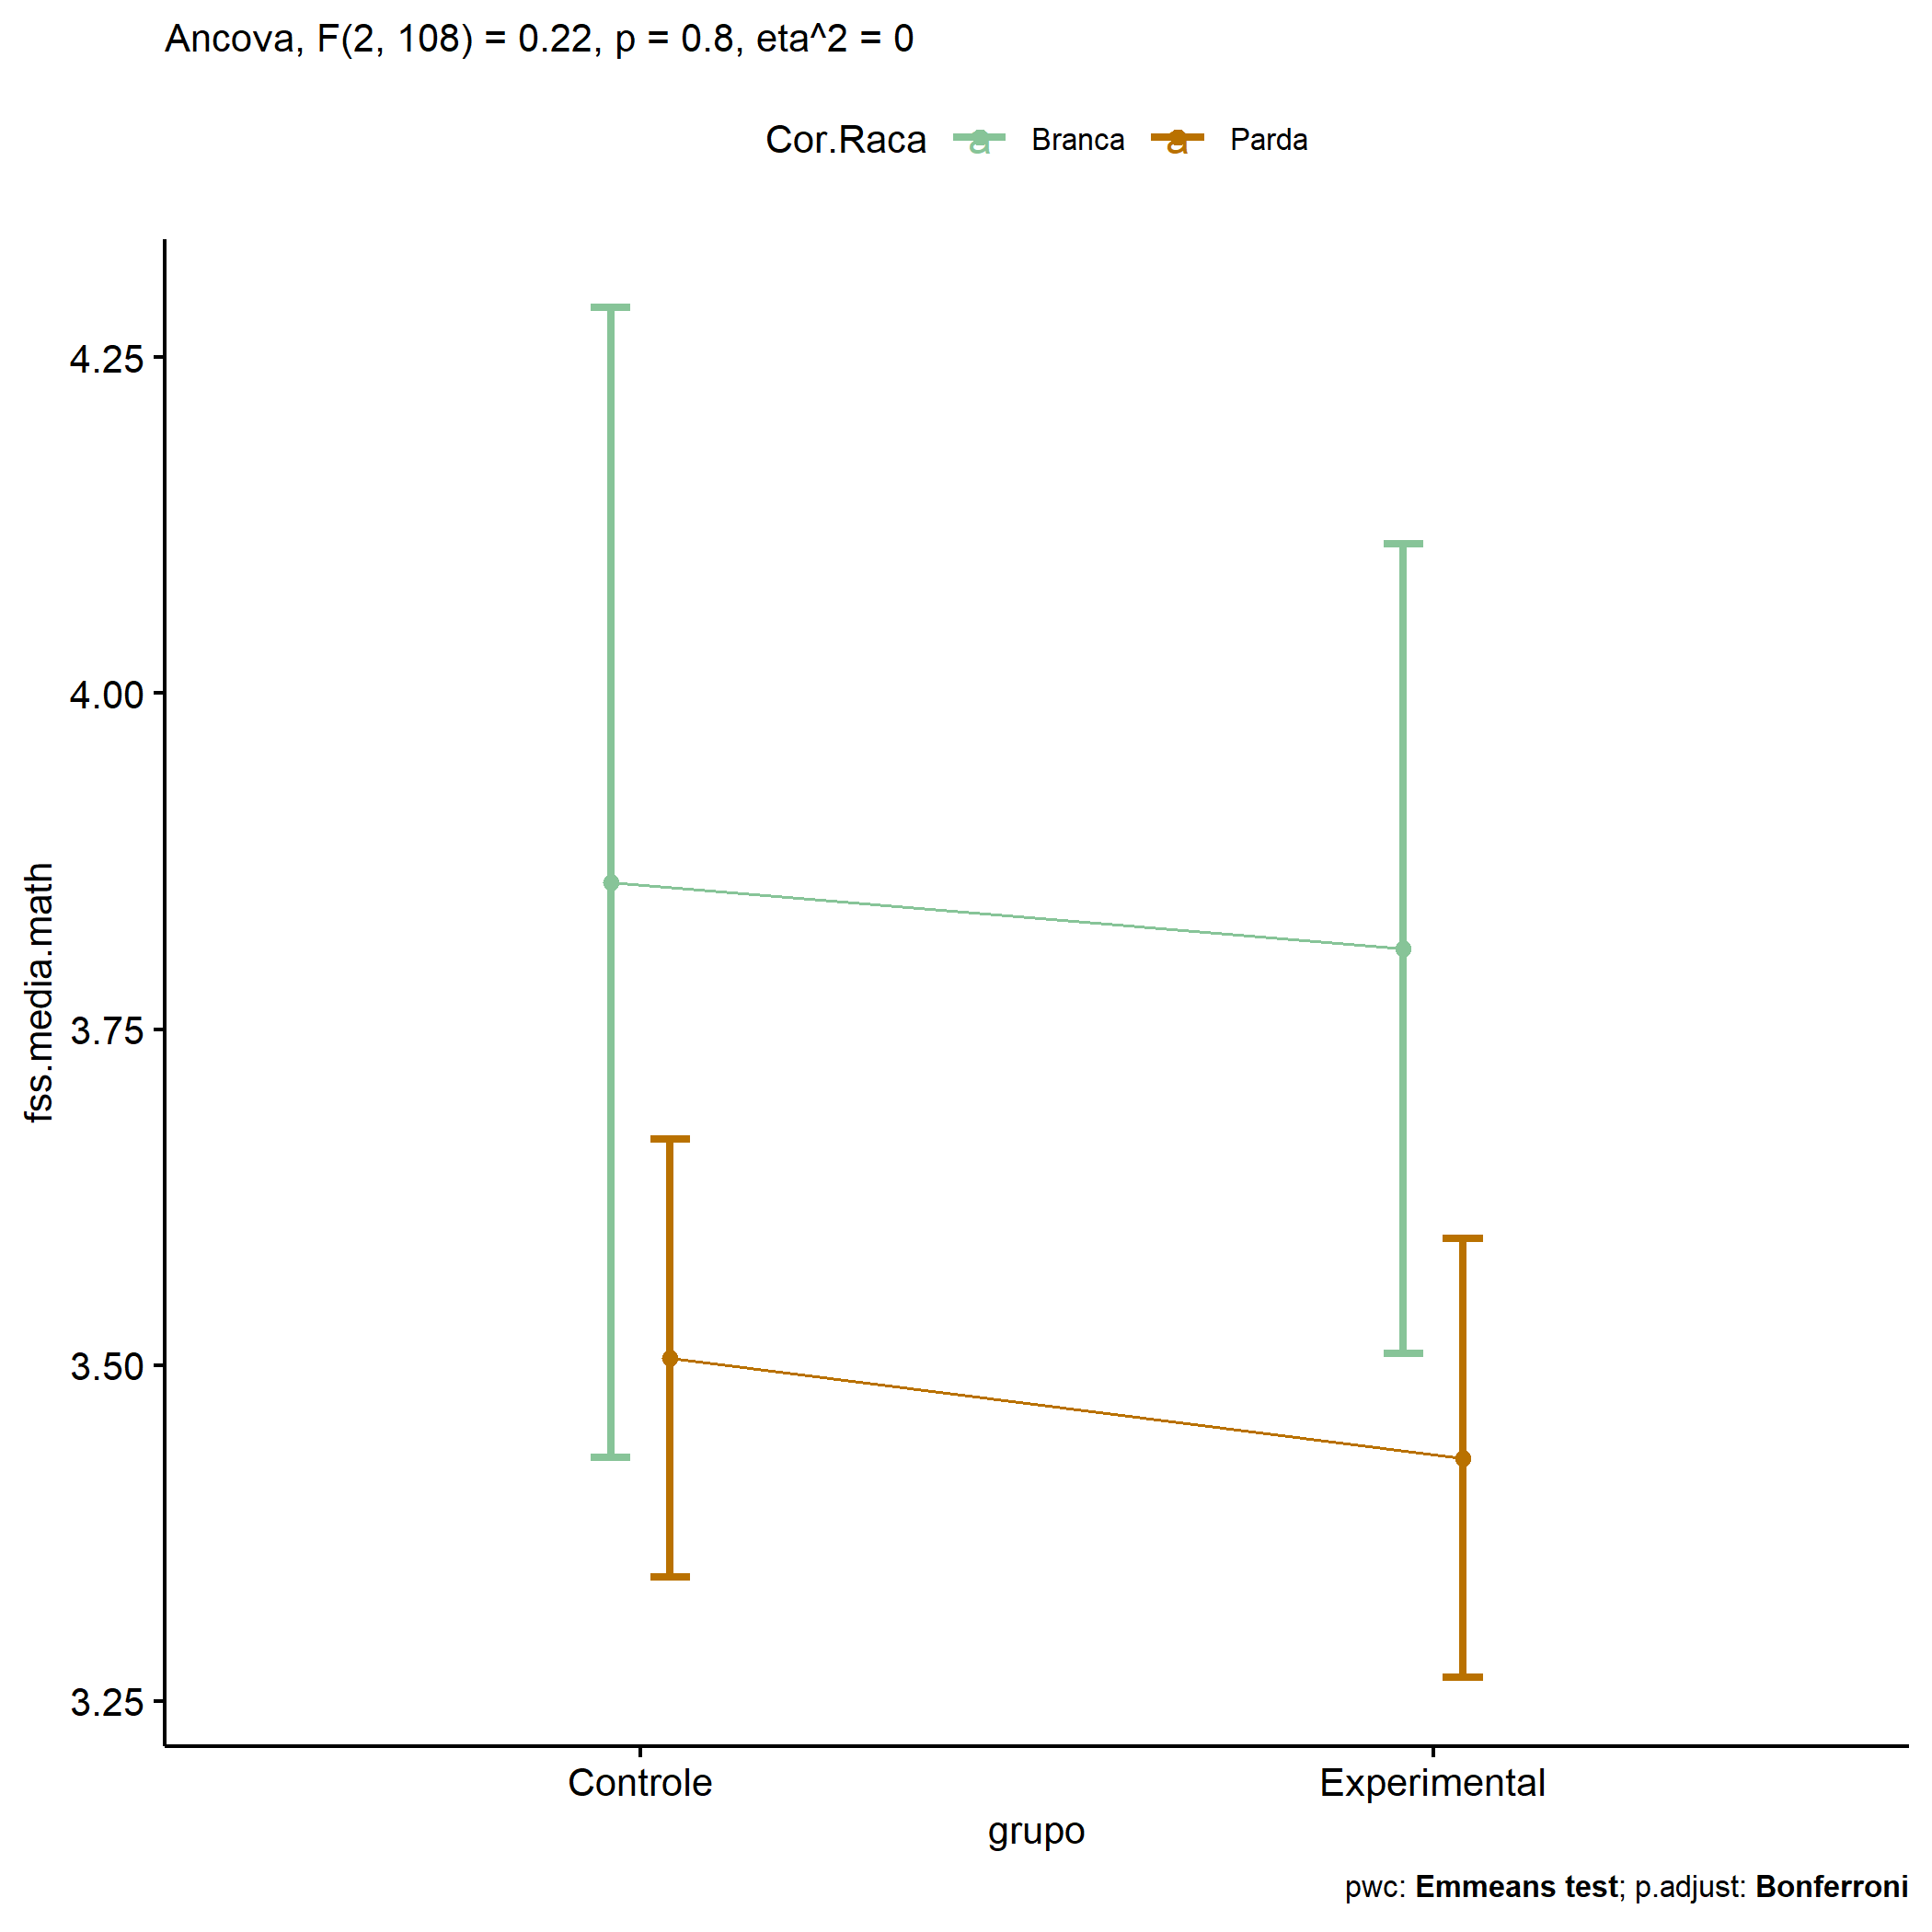 Ancova, F(2, 108) = 0.22, p = 0.8, eta^2 = 0
Cor.Raca a Branca a Parda
4.25
4.00
3.75
3.50
3.25
fss.media.math
Controle Experimental
grupo
pwc: Emmeans test; p.adjust: Bonferroni